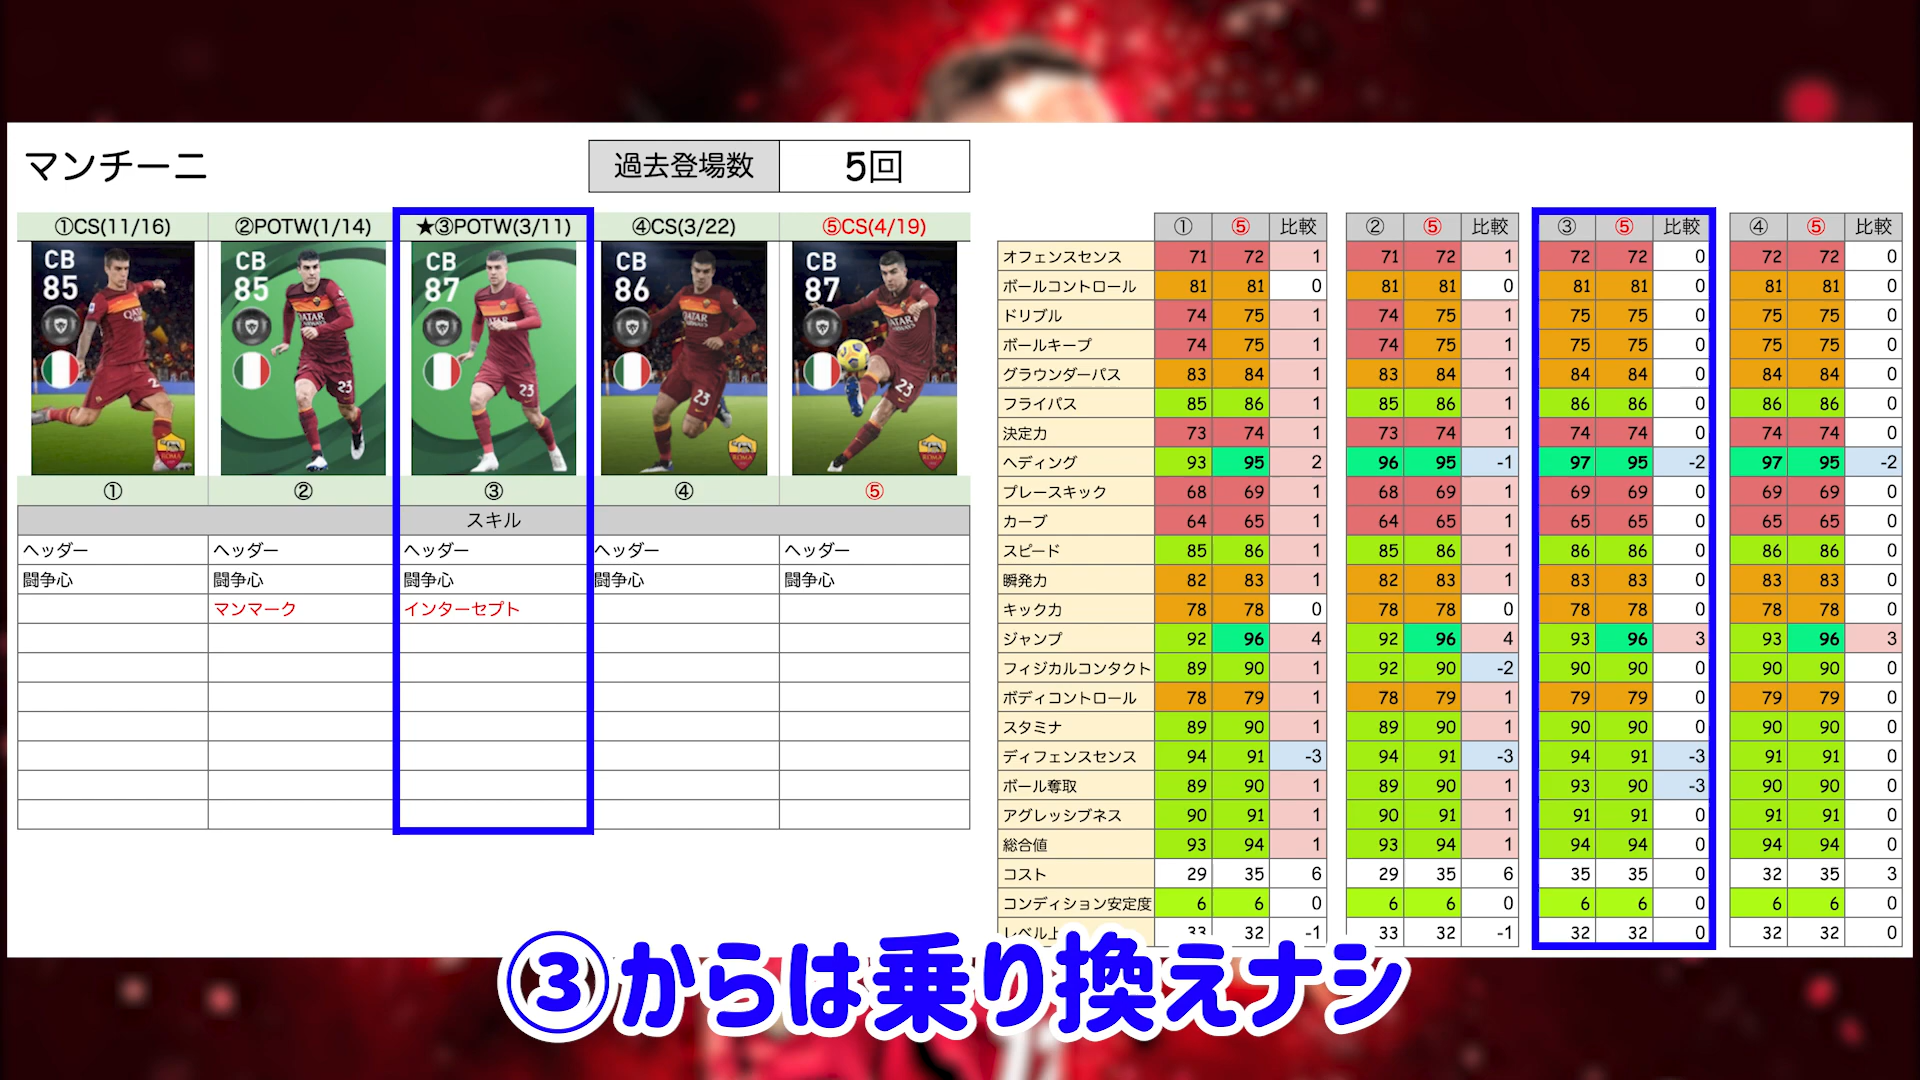 マンチーニ
過去登場数 5回
①CS(11/16) ②POTW(1/14) ★③POTW(3/11) ④CS(3/22) ⑤CS(4/19)
CB 85 CB 85 CB 87 CB 86 CB 87
QATAR AIRWAYS 23 ROMA
① ② ③ ④ ⑤
スキル
ヘッダー ヘッダー ヘッダー ヘッダー ヘッダー
闘争心 闘争心 闘争心 闘争心 闘争心
マンマーク インターセプト
① ⑤ 比較 ② ⑤ 比較 ③ ⑤ 比較 ④ ⑤ 比較
オフェンスセンス 71 72 1 71 72 1 72 72 0 72 72 0
ボールコントロール 81 81 0 81 81 0 81 81 0 81 81 0
ドリブル 74 75 1 74 75 1 75 75 0 75 75 0
ボールキープ 74 75 1 74 75 1 75 75 0 75 75 0
グラウンダーパス 83 84 1 83 84 1 84 84 0 84 84 0
フライパス 85 86 1 85 86 1 86 86 0 86 86 0
決定力 73 74 1 73 74 1 74 74 0 74 74 0
ヘディング 93 95 2 96 95 -1 97 95 -2 97 95 -2
プレースキック 68 69 1 68 69 1 69 69 0 69 69 0
カーブ 64 65 1 64 65 1 65 65 0 65 65 0
スピード 85 86 1 85 86 1 86 86 0 86 86 0
瞬発力 82 83 1 82 83 1 83 83 0 83 83 0
キック力 78 78 0 78 78 0 78 78 0 78 78 0
ジャンプ 92 96 4 92 96 4 93 96 3 93 96 3
フィジカルコンタクト 89 90 1 92 90 -2 90 90 0 90 90 0
ボディコントロール 78 79 1 78 79 1 79 79 0 79 79 0
スタミナ 89 90 1 89 90 1 90 90 0 90 90 0
ディフェンスセンス 94 91 -3 94 91 -3 94 91 -3 91 91 0
ボール奪取 89 90 1 89 90 1 93 90 -3 90 90 0
アグレッシブネス 90 91 1 90 91 1 91 91 0 91 91 0
総合値 93 94 1 93 94 1 94 94 0 94 94 0
コスト 29 35 6 29 35 6 35 35 0 32 35 3
コンディション安定度 6 6 0 6 6 0 6 6 0 6 6 0
レベル上 33 32 -1 33 32 -1 32 32 0 32 32 0
③からは乗り換えナシ